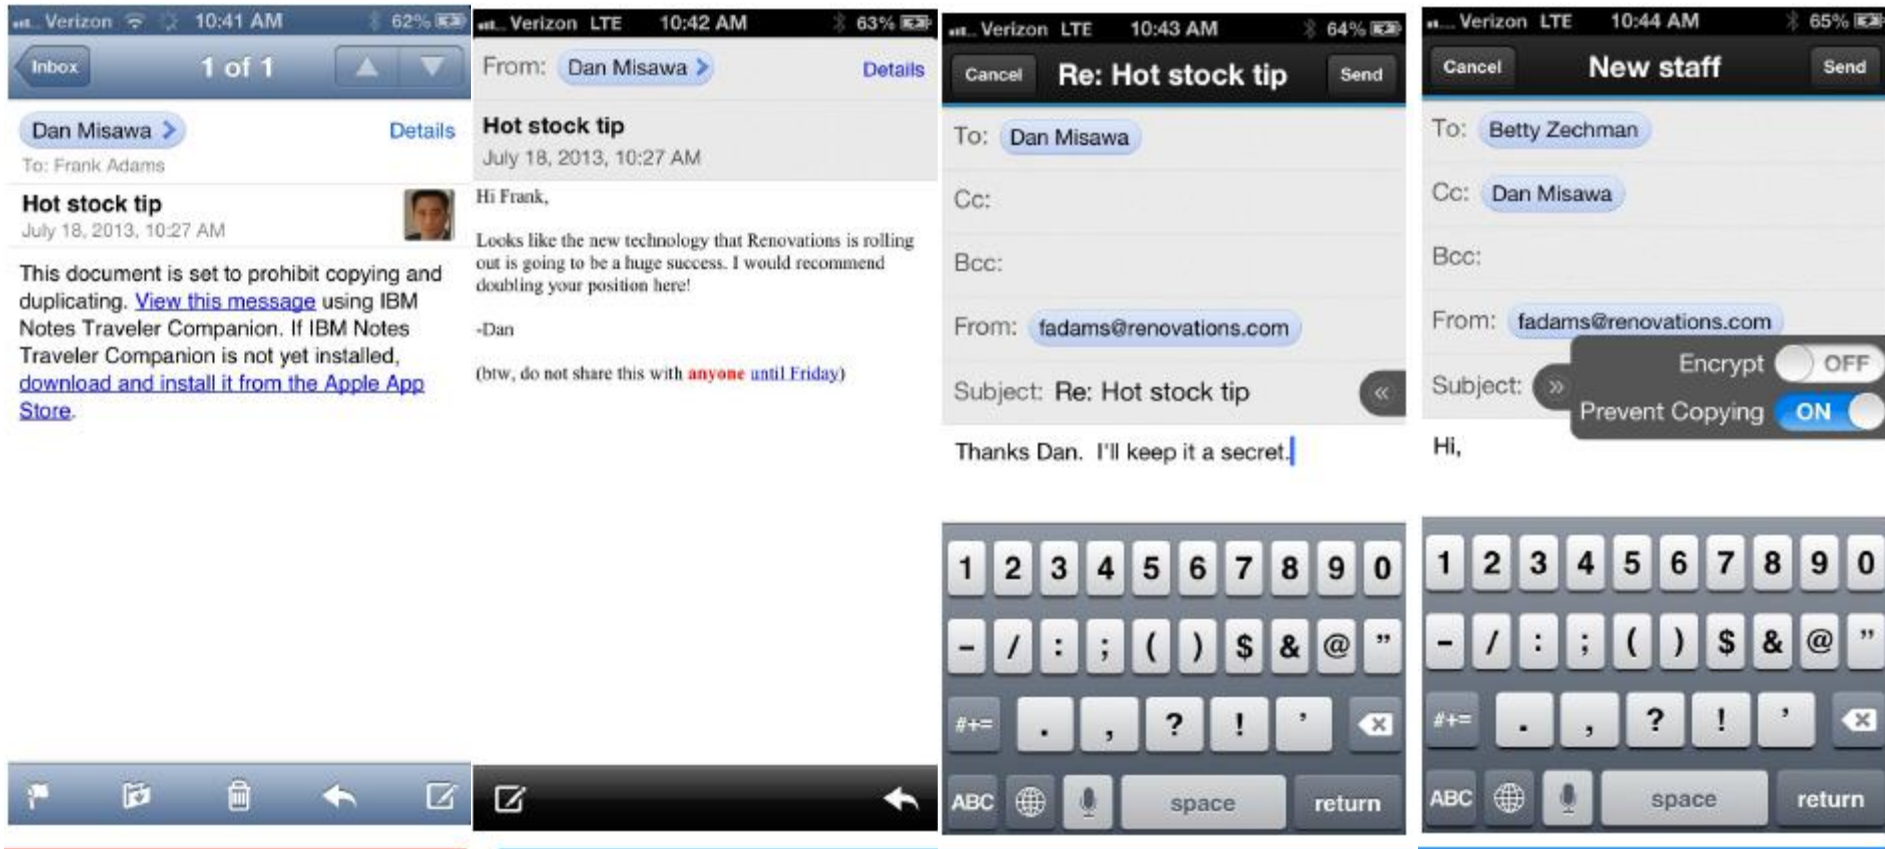 Verizon 10:41 AM 62%
Inbox 1 of 1
Dan Misawa Details
To: Frank Adams
Hot stock tip
July 18, 2013, 10:27 AM
This document is set to prohibit copying and
duplicating. View this message using IBM
Notes Traveler Companion. If IBM Notes
Traveler Companion is not yet installed,
download and install it from the Apple App
Store.
Verizon LTE 10:42 AM 63%
From: Dan Misawa Details
Hot stock tip
July 18, 2013, 10:27 AM
Hi Frank,
Looks like the new technology that Renovations is rolling
out is going to be a huge success. I would recommend
doubling your position here!
-Dan
(btw, do not share this with anyone until Friday)
Verizon LTE 10:43 AM 64%
Cancel Re: Hot stock tip Send
To: Dan Misawa
Cc:
Bcc:
From: fadams@renovations.com
Subject: Re: Hot stock tip «
Thanks Dan. I'll keep it a secret.
1 2 3 4 5 6 7 8 9 0
- / : ; ( ) $ & @ "
#+= . , ? ! '
ABC space return
Verizon LTE 10:44 AM 65%
Cancel New staff Send
To: Betty Zechman
Cc: Dan Misawa
Bcc:
From: fadams@renovations.com
Encrypt OFF
Subject: »
Prevent Copying ON
Hi,
1 2 3 4 5 6 7 8 9 0
- / : ; ( ) $ & @ "
#+= . , ? ! '
ABC space return